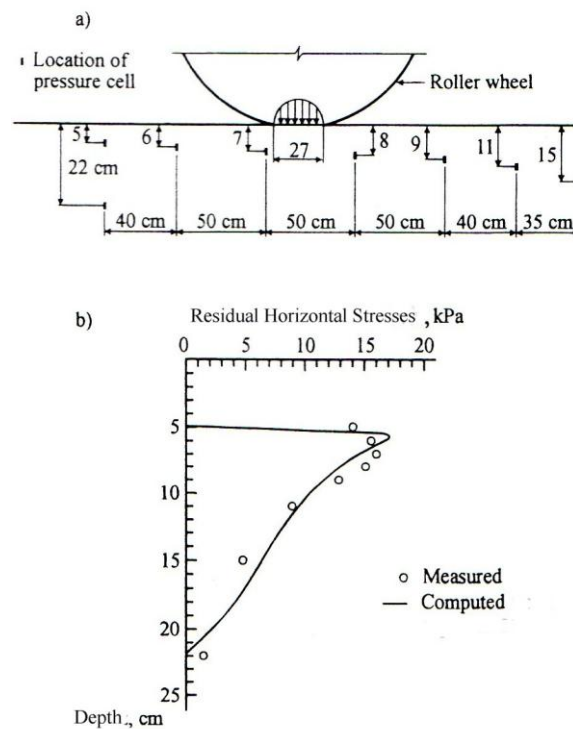 a)
Location of
pressure cell
Roller wheel
5 6 7 27 8 9 11 15
22 cm
40 cm 50 cm 50 cm 50 cm 40 cm 35 cm
b) Residual Horizontal Stresses , kPa
0 5 10 15 20
5
10
15
20
25
Measured
Computed
Depth., cm